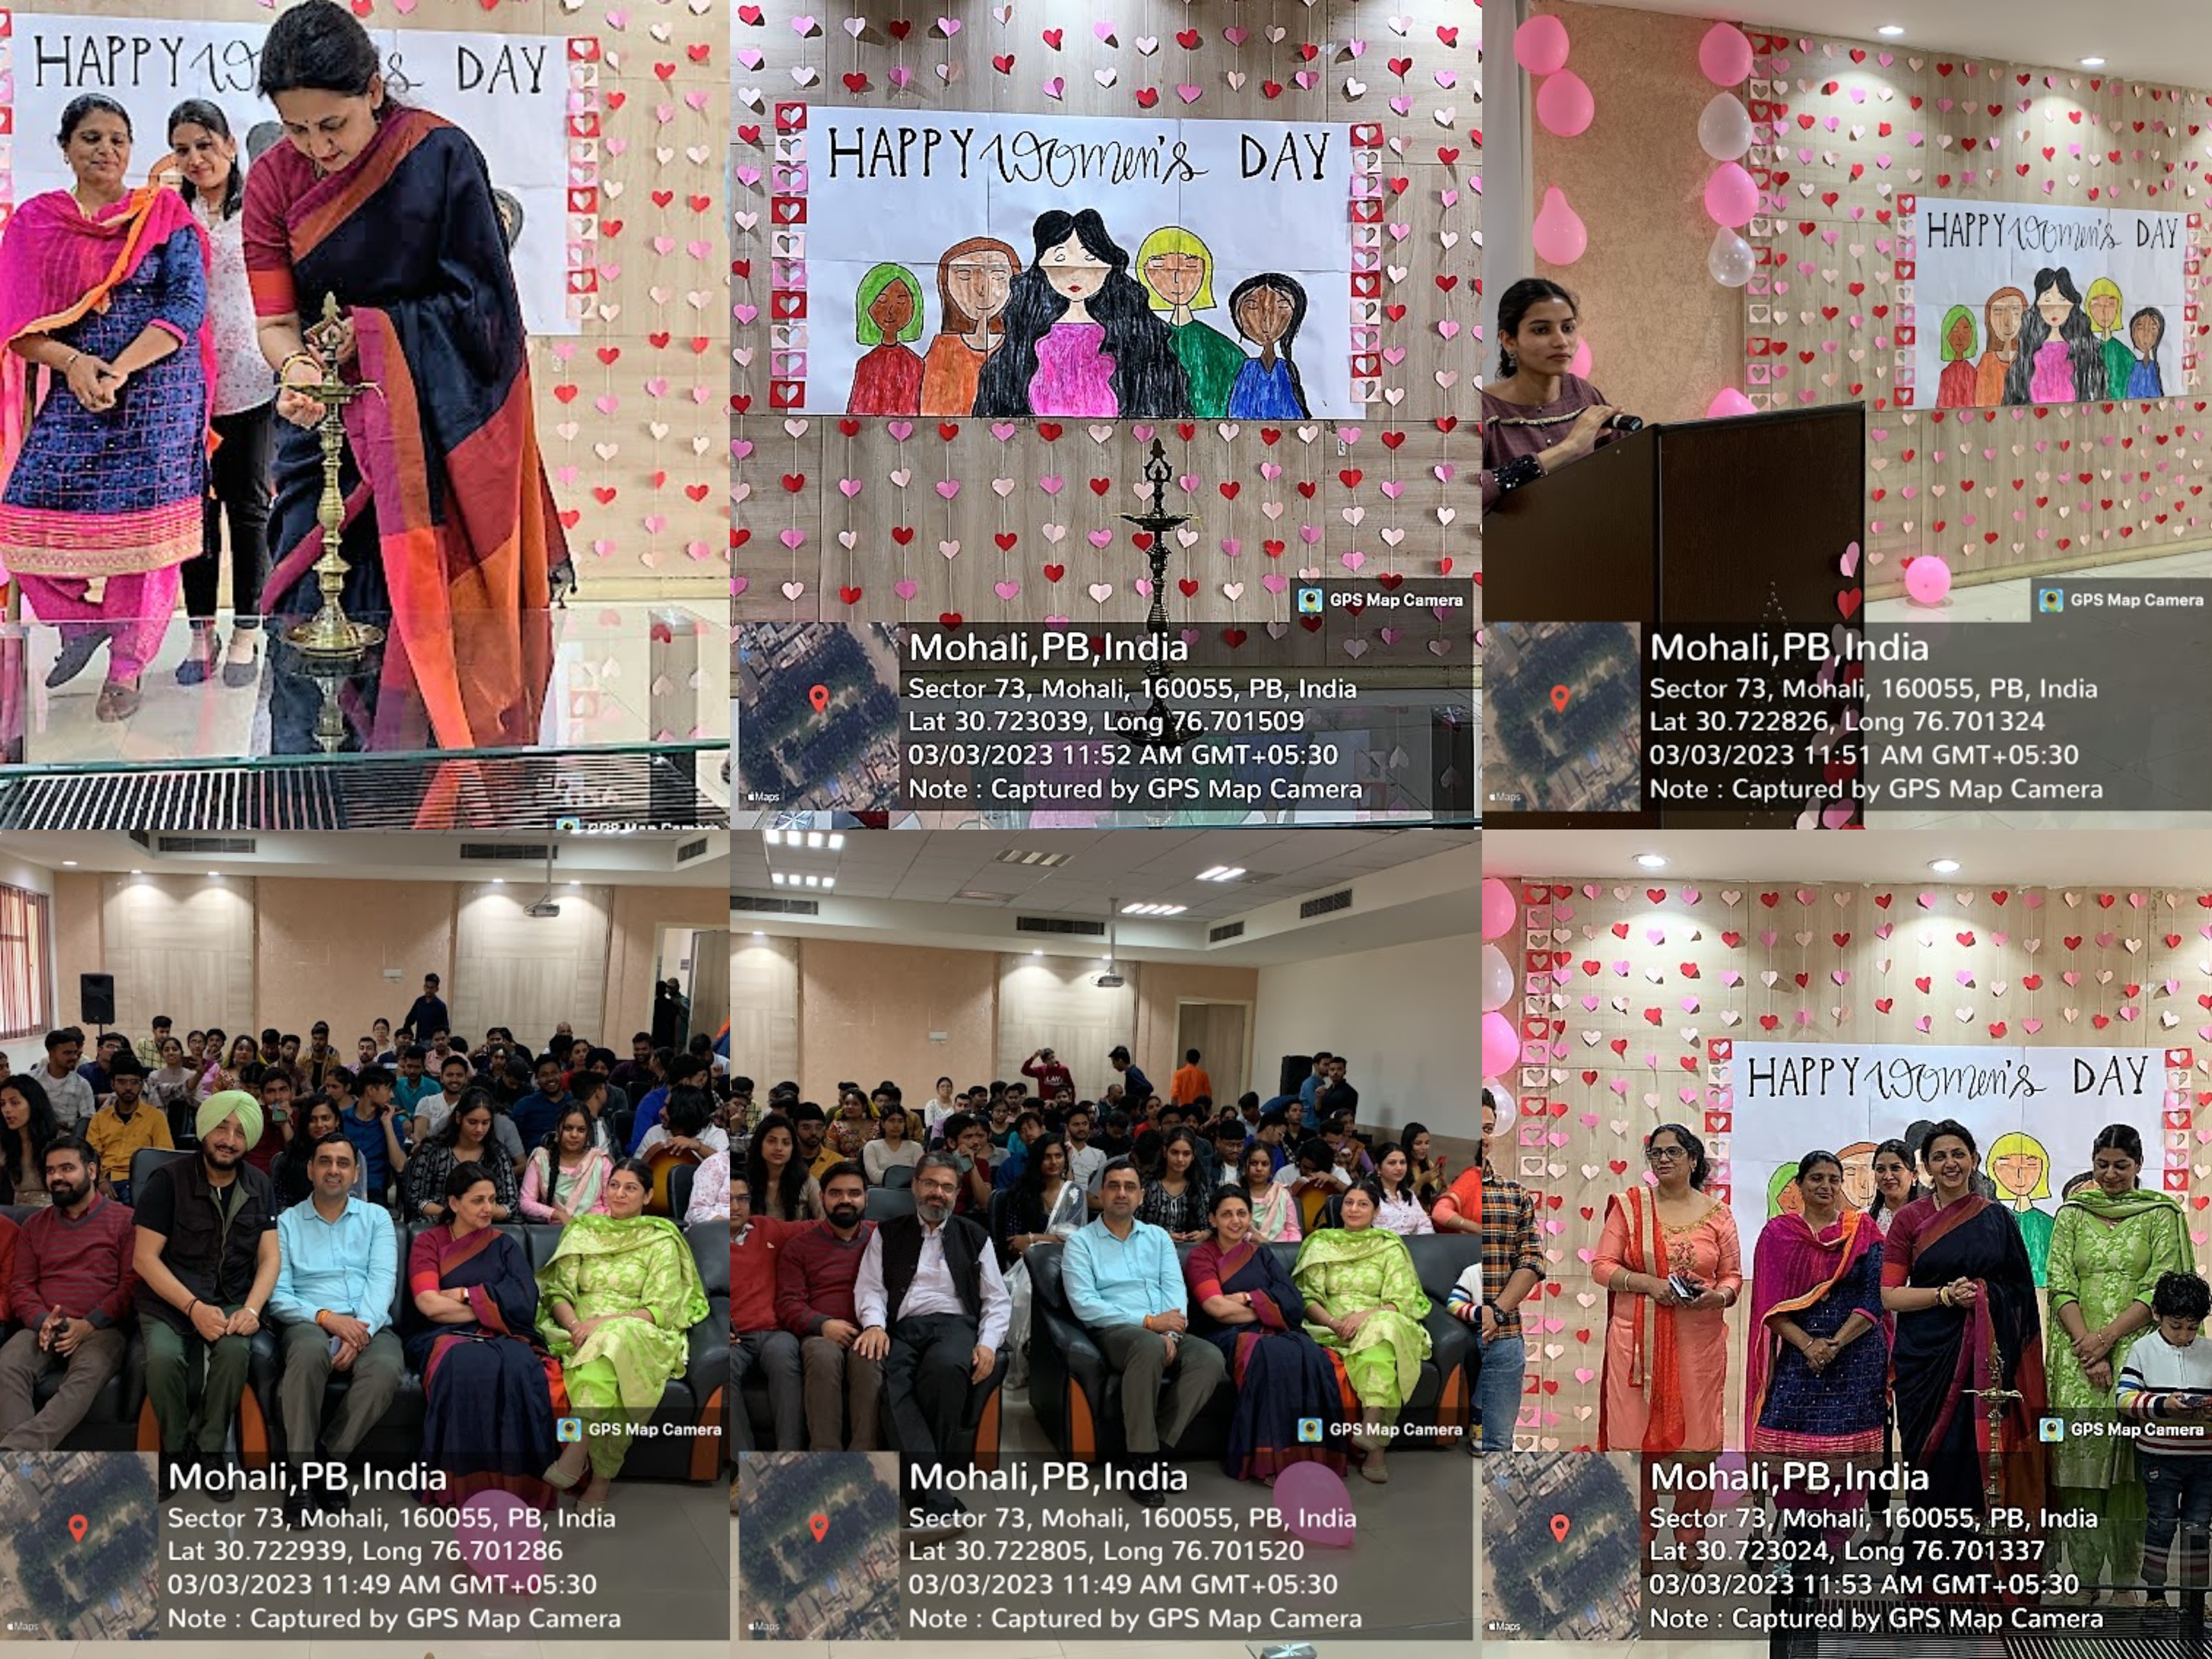 HAPPY DAY
HAPPY Women's DAY
GPS Map Camera
Mohali,PB,India
Sector 73, Mohali, 160055, PB, India
Lat 30.723039, Long 76.701509
03/03/2023 11:52 AM GMT+05:30
Note : Captured by GPS Map Camera
Maps
HAPPY Women's DAY
GPS Map Camera
Mohali,PB,India
Sector 73, Mohali, 160055, PB, India
Lat 30.722826, Long 76.701324
03/03/2023 11:51 AM GMT+05:30
Note : Captured by GPS Map Camera
Maps
GPS Map Camera
Mohali,PB,India
Sector 73, Mohali, 160055, PB, India
Lat 30.722939, Long 76.701286
03/03/2023 11:49 AM GMT+05:30
Note : Captured by GPS Map Camera
Maps
GPS Map Camera
Mohali,PB,India
Sector 73, Mohali, 160055, PB, India
Lat 30.722805, Long 76.701520
03/03/2023 11:49 AM GMT+05:30
Note : Captured by GPS Map Camera
Maps
HAPPY Women's DAY
GPS Map Camera
Mohali,PB,India
Sector 73, Mohali, 160055, PB, India
Lat 30.723024, Long 76.701337
03/03/2023 11:53 AM GMT+05:30
Note : Captured by GPS Map Camera
Maps